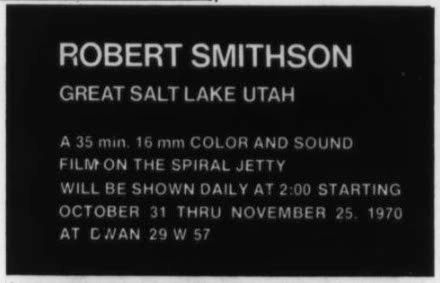 ROBERT SMITHSON
GREAT SALT LAKE UTAH
A 35 min. 16 mm COLOR AND SOUND
FILM ON THE SPIRAL JETTY
WILL BE SHOWN DAILY AT 2:00 STARTING
OCTOBER 31 THRU NOVEMBER 25. 1970
AT DWAN 29 W 57